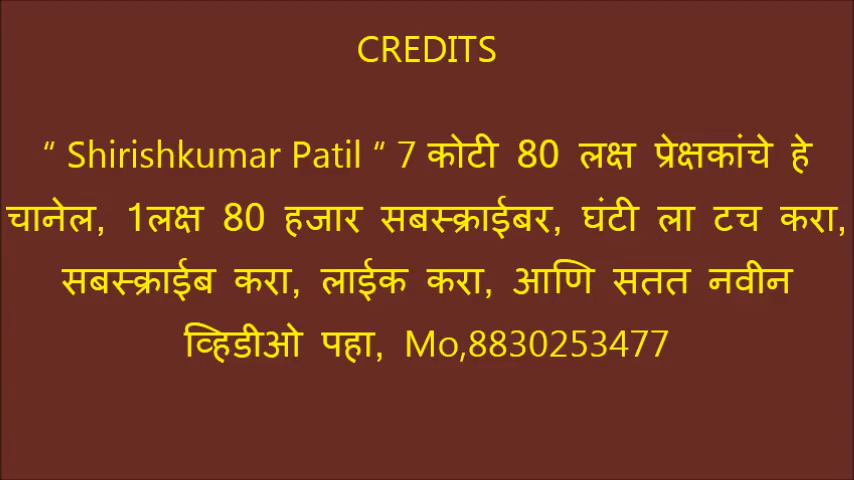 CREDITS
“ Shirishkumar Patil “ 7 कोटी 80 लक्ष प्रेक्षकांचे हे
चानेल, 1लक्ष 80 हजार सबस्क्राईबर, घंटी ला टच करा,
सबस्क्राईब करा, लाईक करा, आणि सतत नवीन
व्हिडीओ पहा, Mo,8830253477